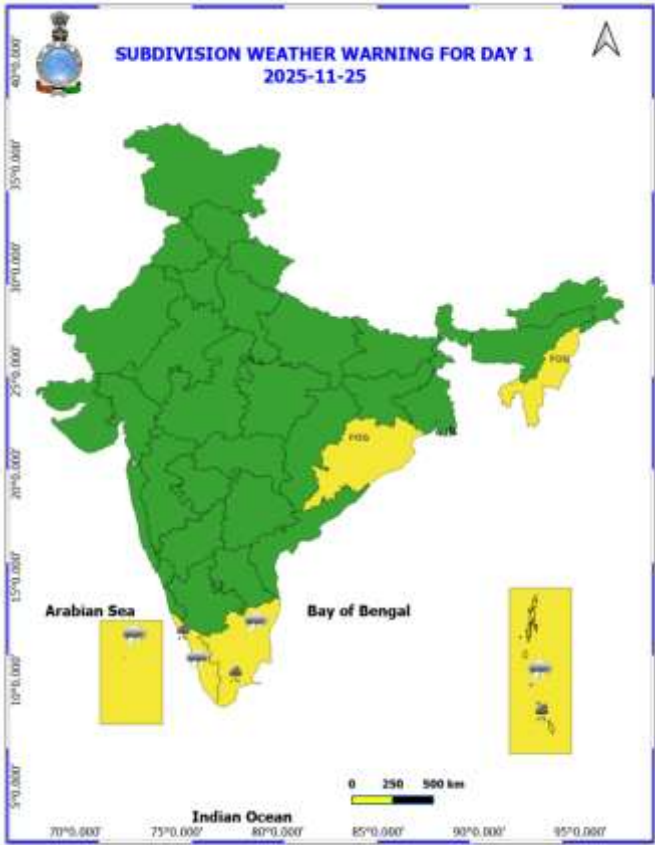 SUBDIVISION WEATHER WARNING FOR DAY 1
2025-11-25
40°0.000'
35°0.000'
30°0.000'
25°0.000'
20°0.000'
15°0.000'
10°0.000'
5°0.000'
FOG
FOG
Arabian Sea
Bay of Bengal
0 250 500 km
Indian Ocean
70°0.000' 75°0.000' 80°0.000' 85°0.000' 90°0.000' 95°0.000'